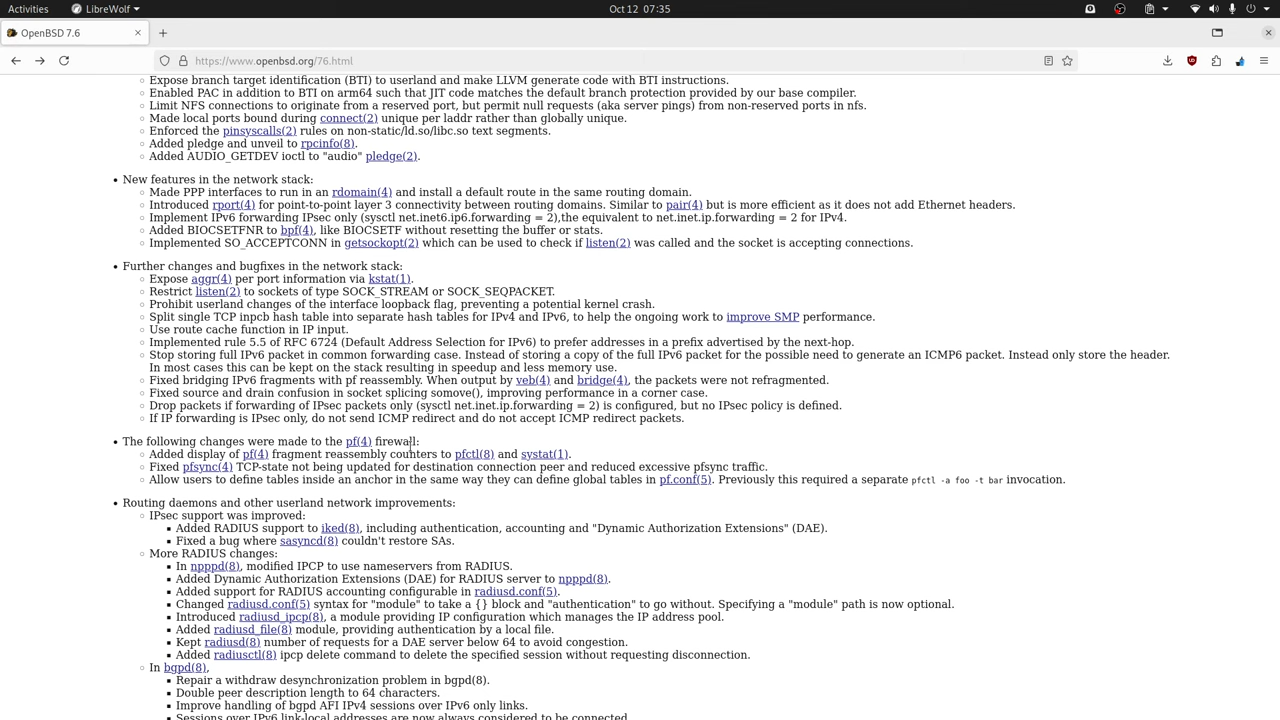 Activities
LibreWolf
Oct 12 07:35
OpenBSD 7.6
https://www.openbsd.org/76.html
Expose branch target identification (BTI) to userland and make LLVM generate code with BTI instructions.
Enabled PAC in addition to BTI on arm64 such that JIT code matches the default branch protection provided by our base compiler.
Limit NFS connections to originate from a reserved port, but permit null requests (aka server pings) from non-reserved ports in nfs.
Made local ports bound during connect(2) unique per laddr rather than globally unique.
Enforced the pinsyscalls(2) rules on non-static/ld.so/libc.so text segments.
Added pledge and unveil to rpcinfo(8).
Added AUDIO_GETDEV ioctl to "audio" pledge(2).
New features in the network stack:
Made PPP interfaces to run in an rdomain(4) and install a default route in the same routing domain.
Introduced rport(4) for point-to-point layer 3 connectivity between routing domains. Similar to pair(4) but is more efficient as it does not add Ethernet headers.
Implement IPv6 forwarding IPsec only (sysctl net.inet6.ip6.forwarding = 2),the equivalent to net.inet.ip.forwarding = 2 for IPv4.
Added BIOCSETFNR to bpf(4), like BIOCSETF without resetting the buffer or stats.
Implemented SO_ACCEPTCONN in getsockopt(2) which can be used to check if listen(2) was called and the socket is accepting connections.
Further changes and bugfixes in the network stack:
Expose aggr(4) per port information via kstat(1).
Restrict listen(2) to sockets of type SOCK_STREAM or SOCK_SEQPACKET.
Prohibit userland changes of the interface loopback flag, preventing a potential kernel crash.
Split single TCP inpcb hash table into separate hash tables for IPv4 and IPv6, to help the ongoing work to improve SMP performance.
Use route cache function in IP input.
Implemented rule 5.5 of RFC 6724 (Default Address Selection for IPv6) to prefer addresses in a prefix advertised by the next-hop.
Stop storing full IPv6 packet in common forwarding case. Instead of storing a copy of the full IPv6 packet for the possible need to generate an ICMP6 packet. Instead only store the header.
In most cases this can be kept on the stack resulting in speedup and less memory use.
Fixed bridging IPv6 fragments with pf reassembly. When output by veb(4) and bridge(4), the packets were not refragmented.
Fixed source and drain confusion in socket splicing somove(), improving performance in a corner case.
Drop packets if forwarding of IPsec packets only (sysctl net.inet.ip.forwarding = 2) is configured, but no IPsec policy is defined.
If IP forwarding is IPsec only, do not send ICMP redirect and do not accept ICMP redirect packets.
The following changes were made to the pf(4) firewall:
Added display of pf(4) fragment reassembly counters to pfctl(8) and systat(1).
Fixed pfsync(4) TCP-state not being updated for destination connection peer and reduced excessive pfsync traffic.
Allow users to define tables inside an anchor in the same way they can define global tables in pf.conf(5). Previously this required a separate pfctl -a foo -t bar invocation.
Routing daemons and other userland network improvements:
IPsec support was improved:
Added RADIUS support to iked(8), including authentication, accounting and "Dynamic Authorization Extensions" (DAE).
Fixed a bug where sasyncd(8) couldn't restore SAs.
More RADIUS changes:
In npppd(8), modified IPCP to use nameservers from RADIUS.
Added Dynamic Authorization Extensions (DAE) for RADIUS server to npppd(8).
Added support for RADIUS accounting configurable in radiusd.conf(5).
Changed radiusd.conf(5) syntax for "module" to take a {} block and "authentication" to go without. Specifying a "module" path is now optional.
Introduced radiusd_ipcp(8), a module providing IP configuration which manages the IP address pool.
Added radiusd_file(8) module, providing authentication by a local file.
Kept radiusd(8) number of requests for a DAE server below 64 to avoid congestion.
Added radiusctl(8) ipcp delete command to delete the specified session without requesting disconnection.
In bgpd(8),
Repair a withdraw desynchronization problem in bgpd(8).
Double peer description length to 64 characters.
Improve handling of bgpd AFI IPv4 sessions over IPv6 only links.
Sessions over IPv6 link-local addresses are now always considered to be connected.